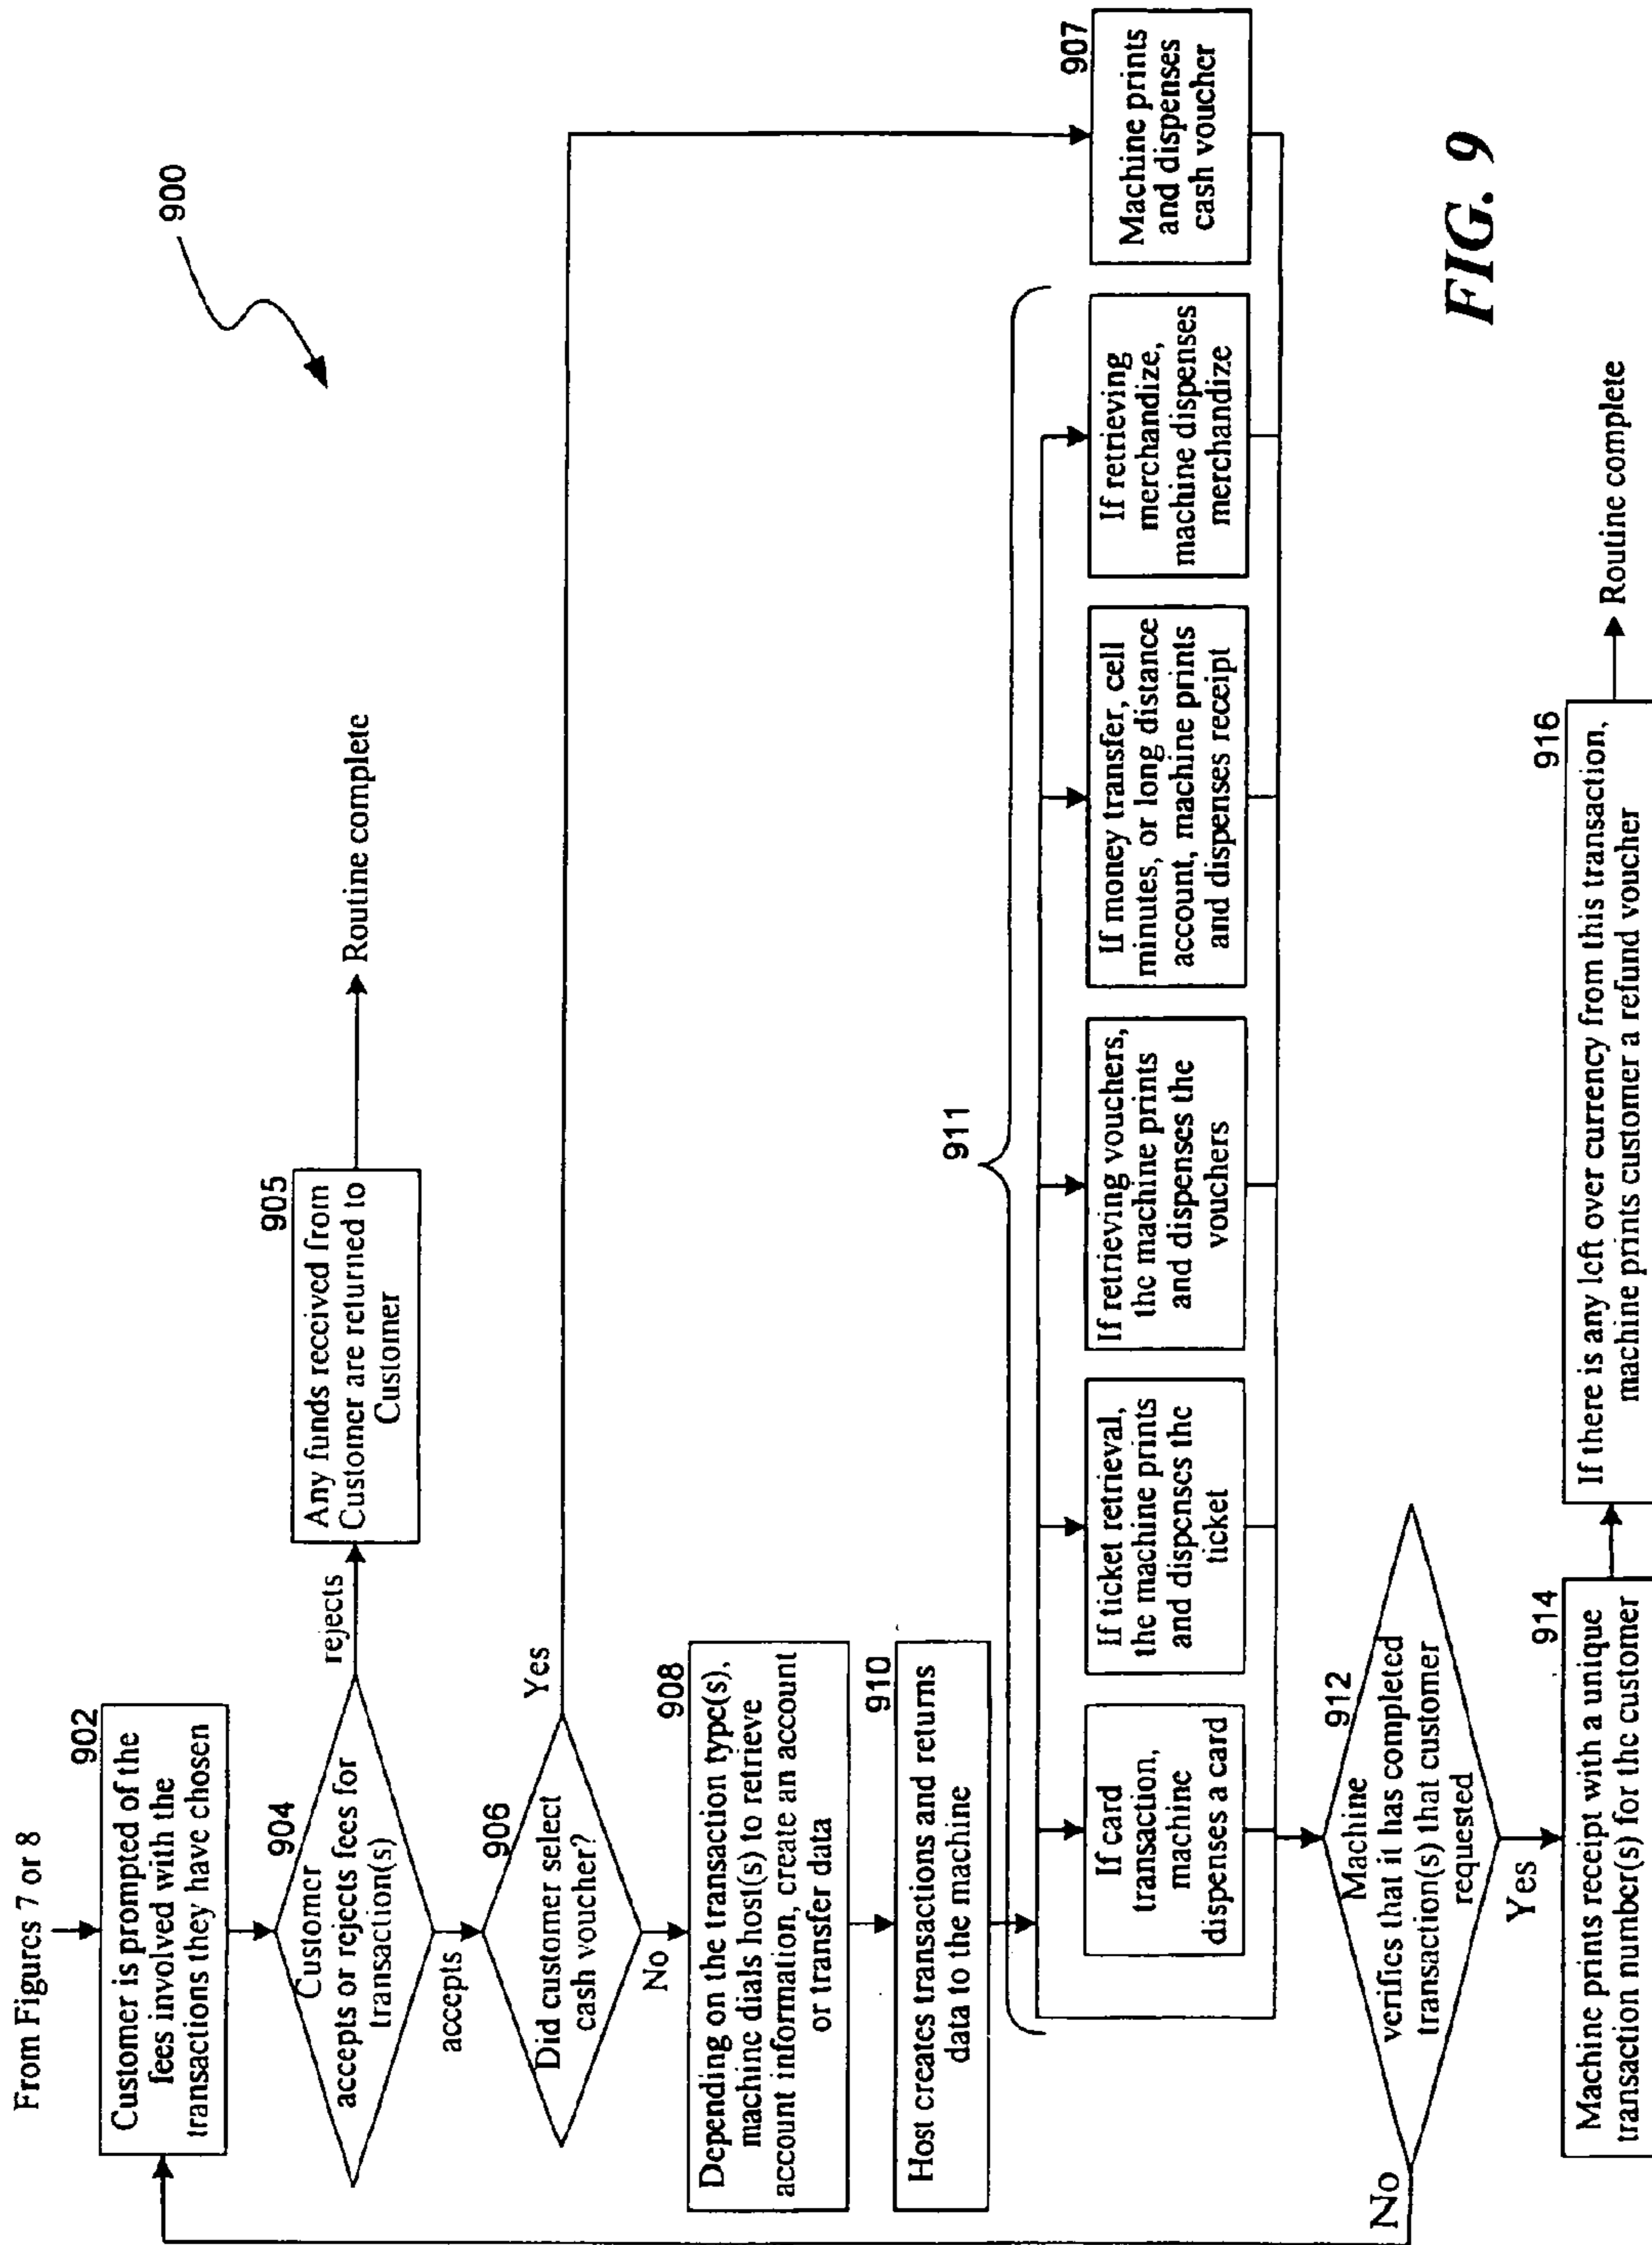 From Figures 7 or 8
902
Customer is prompted of the
fees involved with the
transactions they have chosen
904
Customer
accepts or rejects fees for
transaction(s)
rejects
905
Any funds received from
Customer are returned to
Customer
Routine complete
accepts
906
Did customer select
cash voucher?
Yes
No
908
Depending on the transaction type(s),
machine dials host(s) to retrieve
account information, create an account
or transfer data
910
Host creates transactions and returns
data to the machine
911
If card
transaction,
machine
dispenses a card
If ticket retrieval,
the machine prints
and dispenses the
ticket
If retrieving vouchers,
the machine prints
and dispenses the
vouchers
If money transfer, cell
minutes, or long distance
account, machine prints
and dispenses receipt
If retrieving
merchandize,
machine dispenses
merchandize
907
Machine prints
and dispenses
cash voucher
912
Machine
verifies that it has completed
transaction(s) that customer
requested
No
Yes
914
Machine prints receipt with a unique
transaction number(s) for the customer
916
If there is any left over currency from this transaction,
machine prints customer a refund voucher
Routine complete
900
FIG. 9